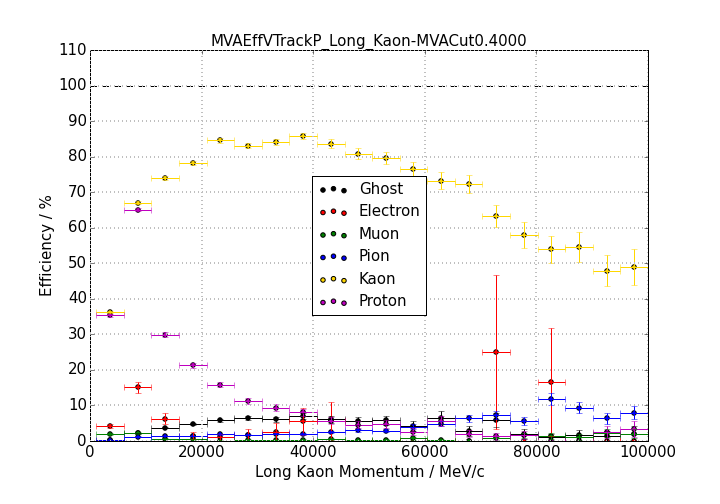 MVAEffVTrackP_Long_Kaon-MVACut0.4000
110
100
90
80
70
60
50
40
30
20
10
0
Efficiency / %
Ghost
Electron
Muon
Pion
Kaon
Proton
0 20000 40000 60000 80000 100000
Long Kaon Momentum / MeV/c